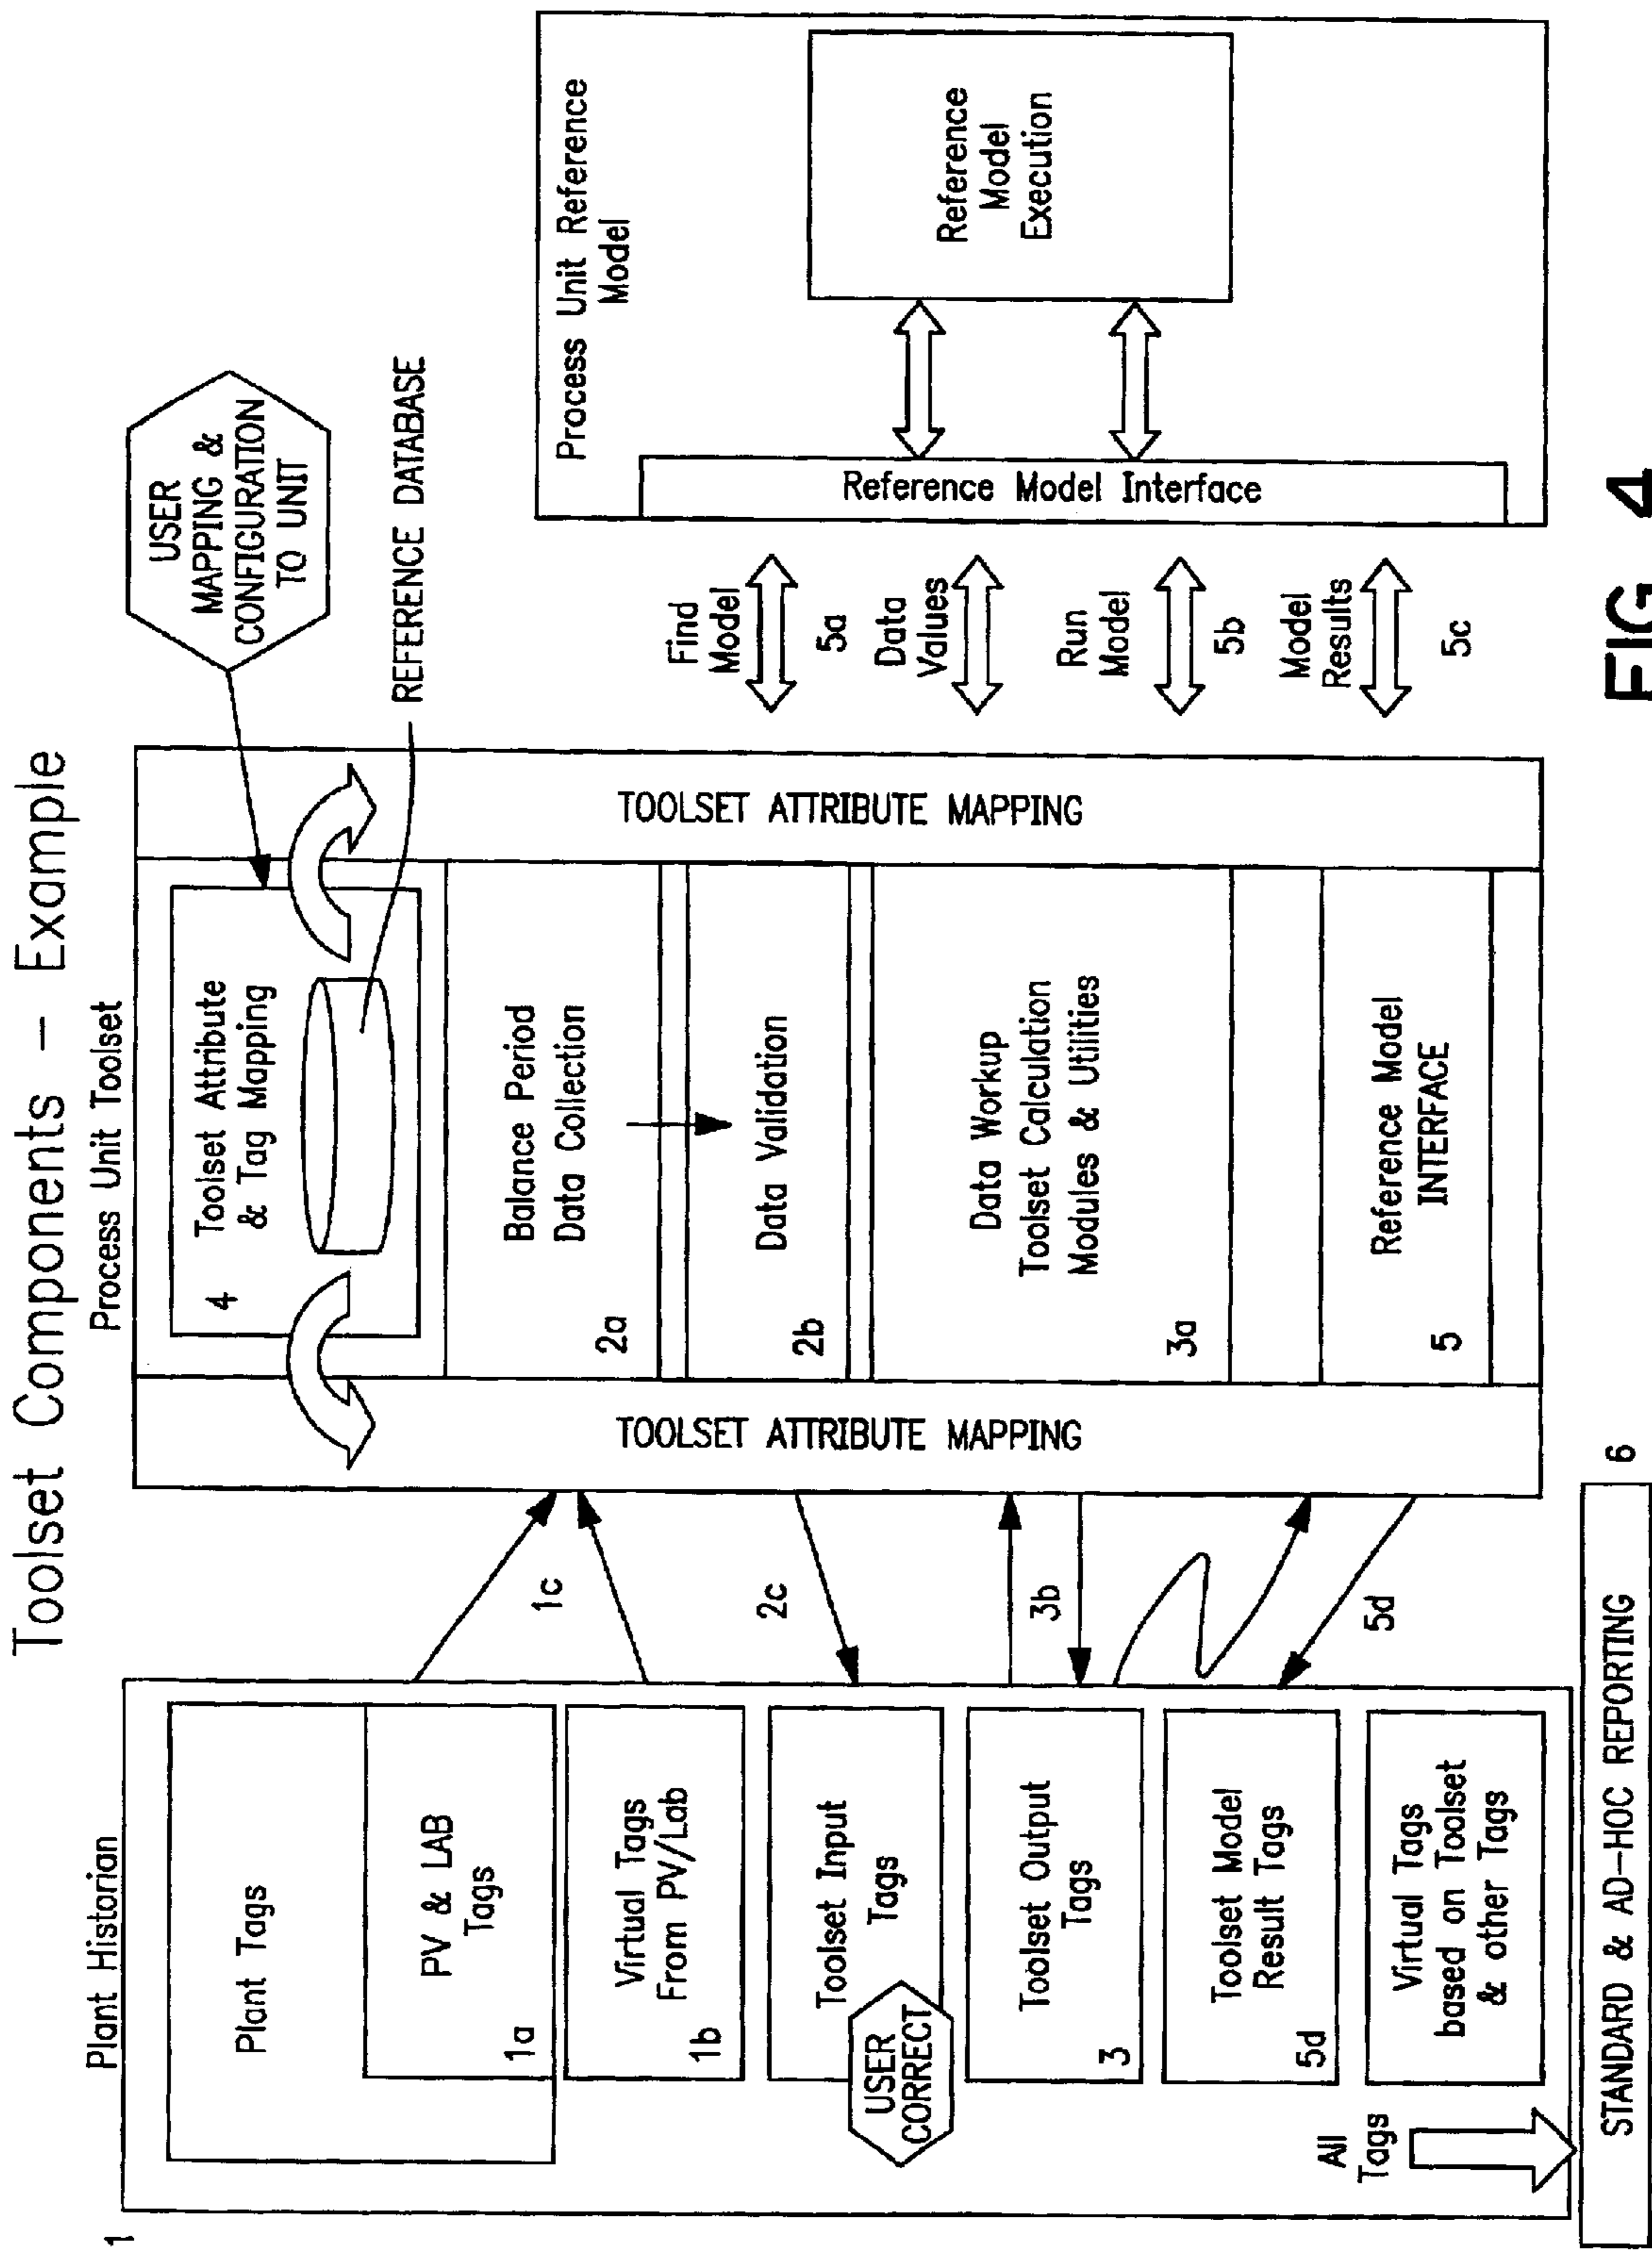 Toolset Components – Example
Plant Historian
1
Plant Tags
PV & LAB
Tags
1a
Virtual Tags
From PV/Lab
1b
Toolset Input
Tags
USER
CORRECT
Toolset Output
Tags
3
Toolset Model
Result Tags
5d
Virtual Tags
based on Toolset
& other Tags
All
Tags
STANDARD & AD-HOC REPORTING
6
1c
2c
3b
5d
Process Unit Toolset
TOOLSET ATTRIBUTE MAPPING
4
Toolset Attribute
& Tag Mapping
Balance Period
Data Collection
2a
Data Validation
2b
Data Workup
Toolset Calculation
Modules & Utilities
3a
Reference Model
INTERFACE
5
TOOLSET ATTRIBUTE MAPPING
USER
MAPPING &
CONFIGURATION
TO UNIT
REFERENCE DATABASE
Find
Model
5a
Data
Values
Run
Model
5b
Model
Results
5c
Process Unit Reference
Model
Reference Model Interface
Reference
Model
Execution
FIG 4